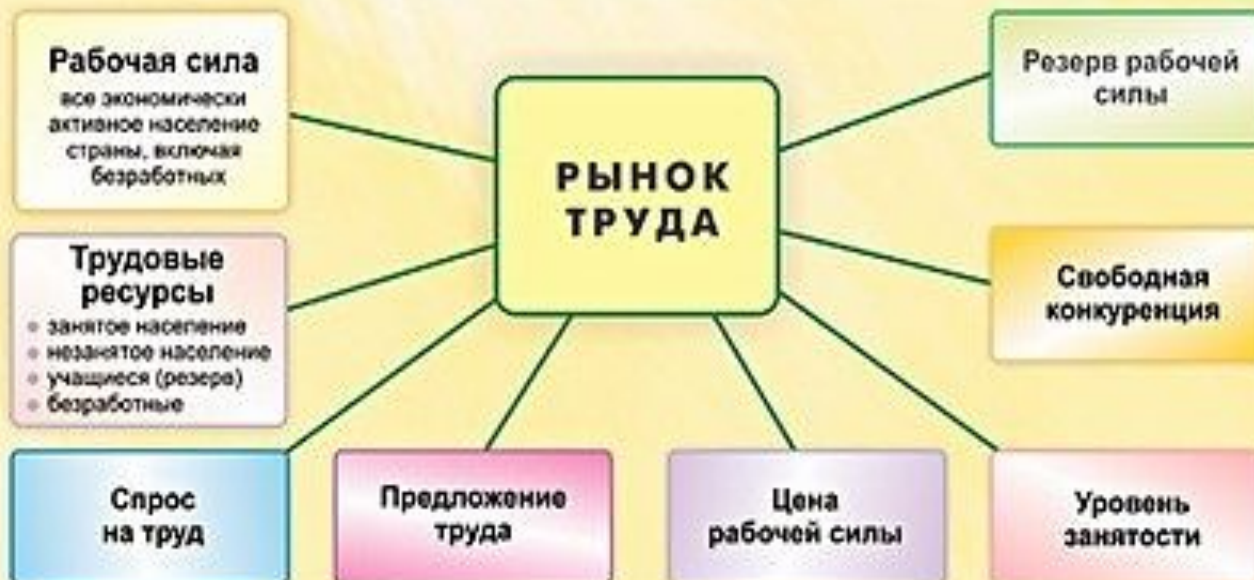 Рабочая сила
все экономически
активное население
страны, включая
безработных
РЫНОК
ТРУДА
Резерв рабочей
силы
Трудовые
ресурсы
• занятое население
• незанятое население
• учащиеся (резерв)
• безработные
Свободная
конкуренция
Спрос
на труд
Предложение
труда
Цена
рабочей силы
Уровень
занятости